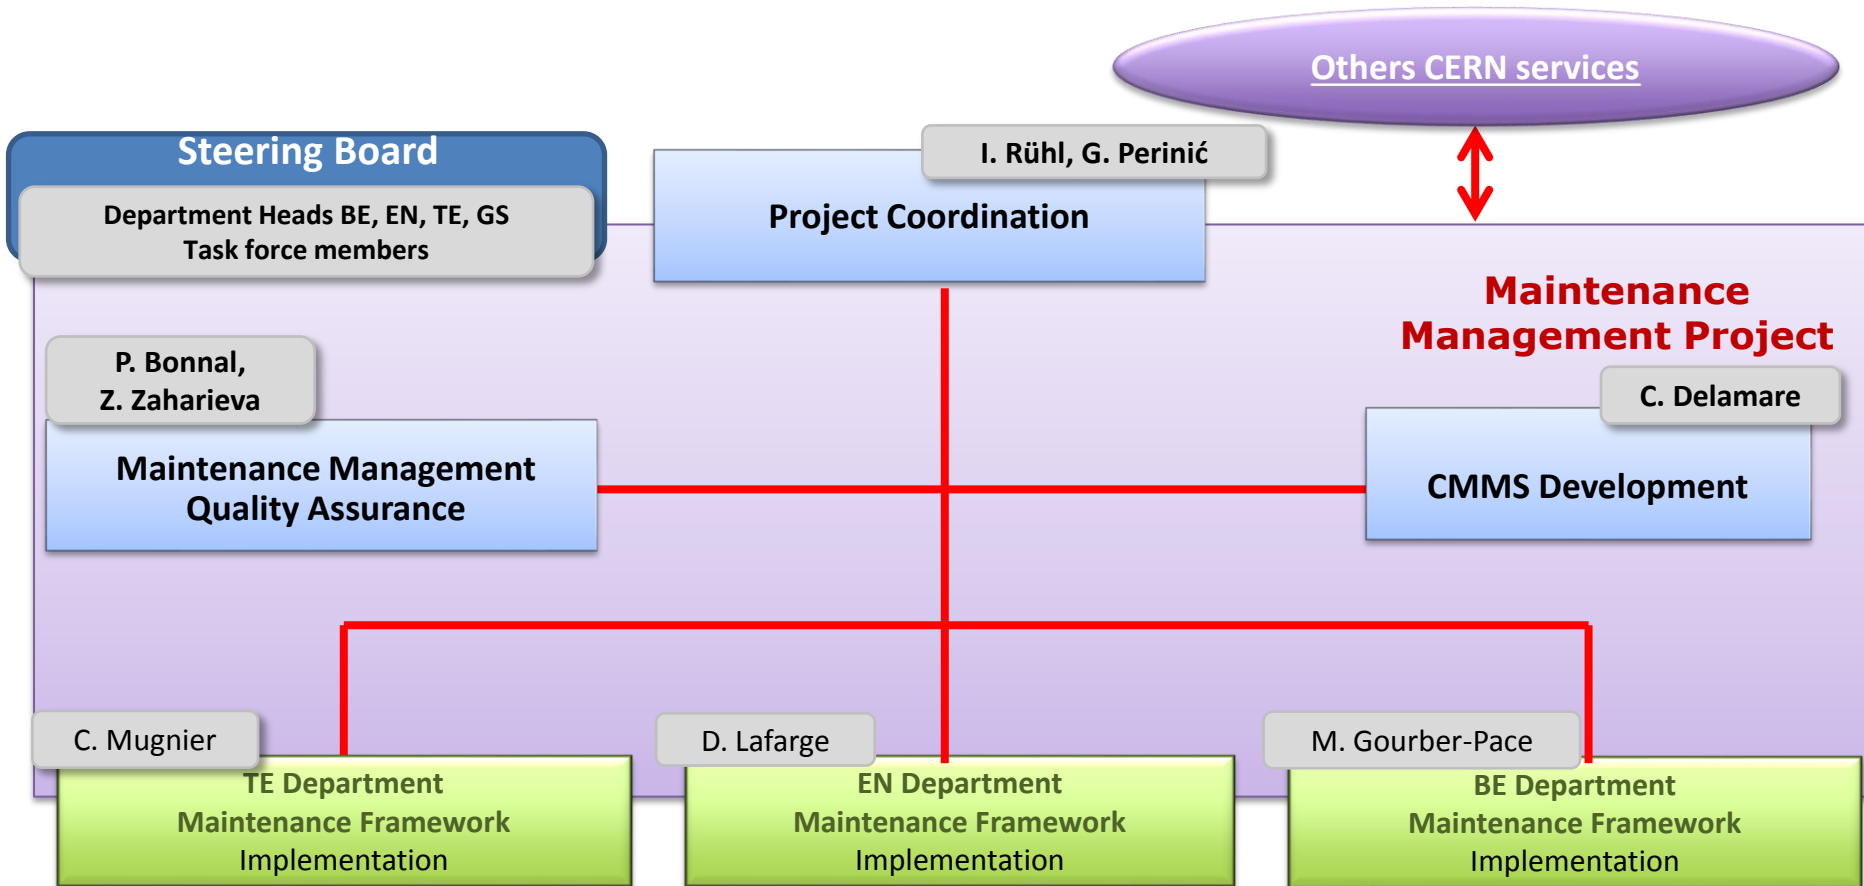 Others CERN services
Steering Board
Department Heads BE, EN, TE, GS
Task force members
I. Rühl, G. Perinić
Project Coordination
Maintenance
Management Project
P. Bonnal,
Z. Zaharieva
Maintenance Management
Quality Assurance
C. Delamare
CMMS Development
C. Mugnier
TE Department
Maintenance Framework
Implementation
D. Lafarge
EN Department
Maintenance Framework
Implementation
M. Gourber-Pace
BE Department
Maintenance Framework
Implementation